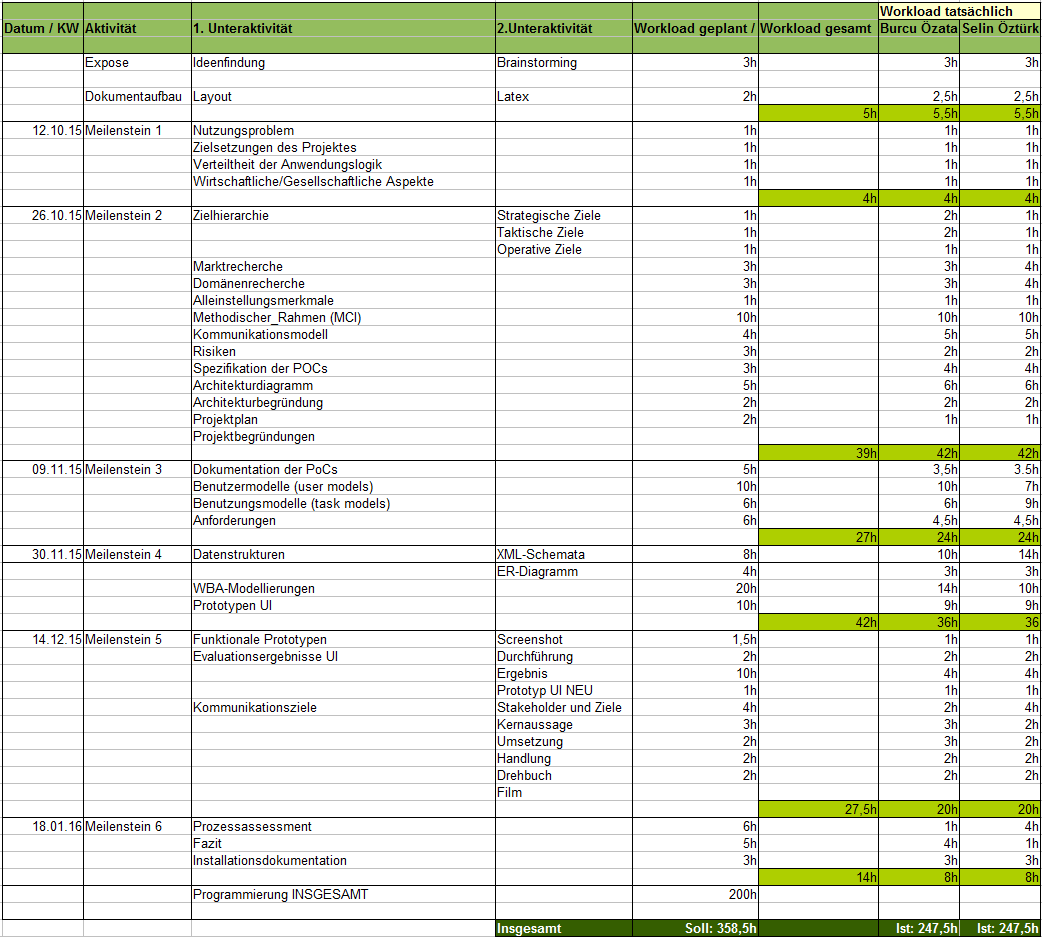 Workload tatsächlich
Datum / KW Aktivität 1. Unteraktivität 2.Unteraktivität Workload geplant / Workload gesamt Burcu Özata Selin Öztürk
Expose Ideenfindung Brainstorming 3h 3h 3h
Dokumentaufbau Layout Latex 2h 2,5h 2,5h
5h 5,5h 5,5h
12.10.15 Meilenstein 1 Nutzungsproblem 1h 1h 1h
Zielsetzungen des Projektes 1h 1h 1h
Verteiltheit der Anwendungslogik 1h 1h 1h
Wirtschaftliche/Gesellschaftliche Aspekte 1h 1h 1h
4h 4h 4h
26.10.15 Meilenstein 2 Zielhierarchie Strategische Ziele 1h 2h 1h
Taktische Ziele 1h 2h 1h
Operative Ziele 1h 1h 1h
Marktrecherche 3h 3h 4h
Domänenrecherche 3h 3h 4h
Alleinstellungsmerkmale 1h 1h 1h
Methodischer_Rahmen (MCI) 10h 10h 10h
Kommunikationsmodell 4h 5h 5h
Risiken 3h 2h 2h
Spezifikation der POCs 3h 4h 4h
Architekturdiagramm 5h 6h 6h
Architekturbegründung 2h 2h 2h
Projektplan 2h 1h 1h
Projektbegründungen
39h 42h 42h
09.11.15 Meilenstein 3 Dokumentation der PoCs 5h 3,5h 3.5h
Benutzermodelle (user models) 10h 10h 7h
Benutzungsmodelle (task models) 6h 6h 9h
Anforderungen 6h 4,5h 4,5h
27h 24h 24h
30.11.15 Meilenstein 4 Datenstrukturen XML-Schemata 8h 10h 14h
ER-Diagramm 4h 3h 3h
WBA-Modellierungen 20h 14h 10h
Prototypen UI 10h 9h 9h
42h 36h 36
14.12.15 Meilenstein 5 Funktionale Prototypen Screenshot 1,5h 1h 1h
Evaluationsergebnisse UI Durchführung 2h 2h 2h
Ergebnis 10h 4h 4h
Prototyp UI NEU 1h 1h 1h
Kommunikationsziele Stakeholder und Ziele 4h 2h 4h
Kernaussage 3h 3h 2h
Umsetzung 2h 3h 2h
Handlung 2h 2h 2h
Drehbuch 2h 2h 2h
Film
27,5h 20h 20h
18.01.16 Meilenstein 6 Prozessassessment 6h 1h 4h
Fazit 5h 4h 1h
Installationsdokumentation 3h 3h 3h
14h 8h 8h
Programmierung INSGESAMT 200h
Insgesamt Soll: 358,5h Ist: 247,5h Ist: 247,5h